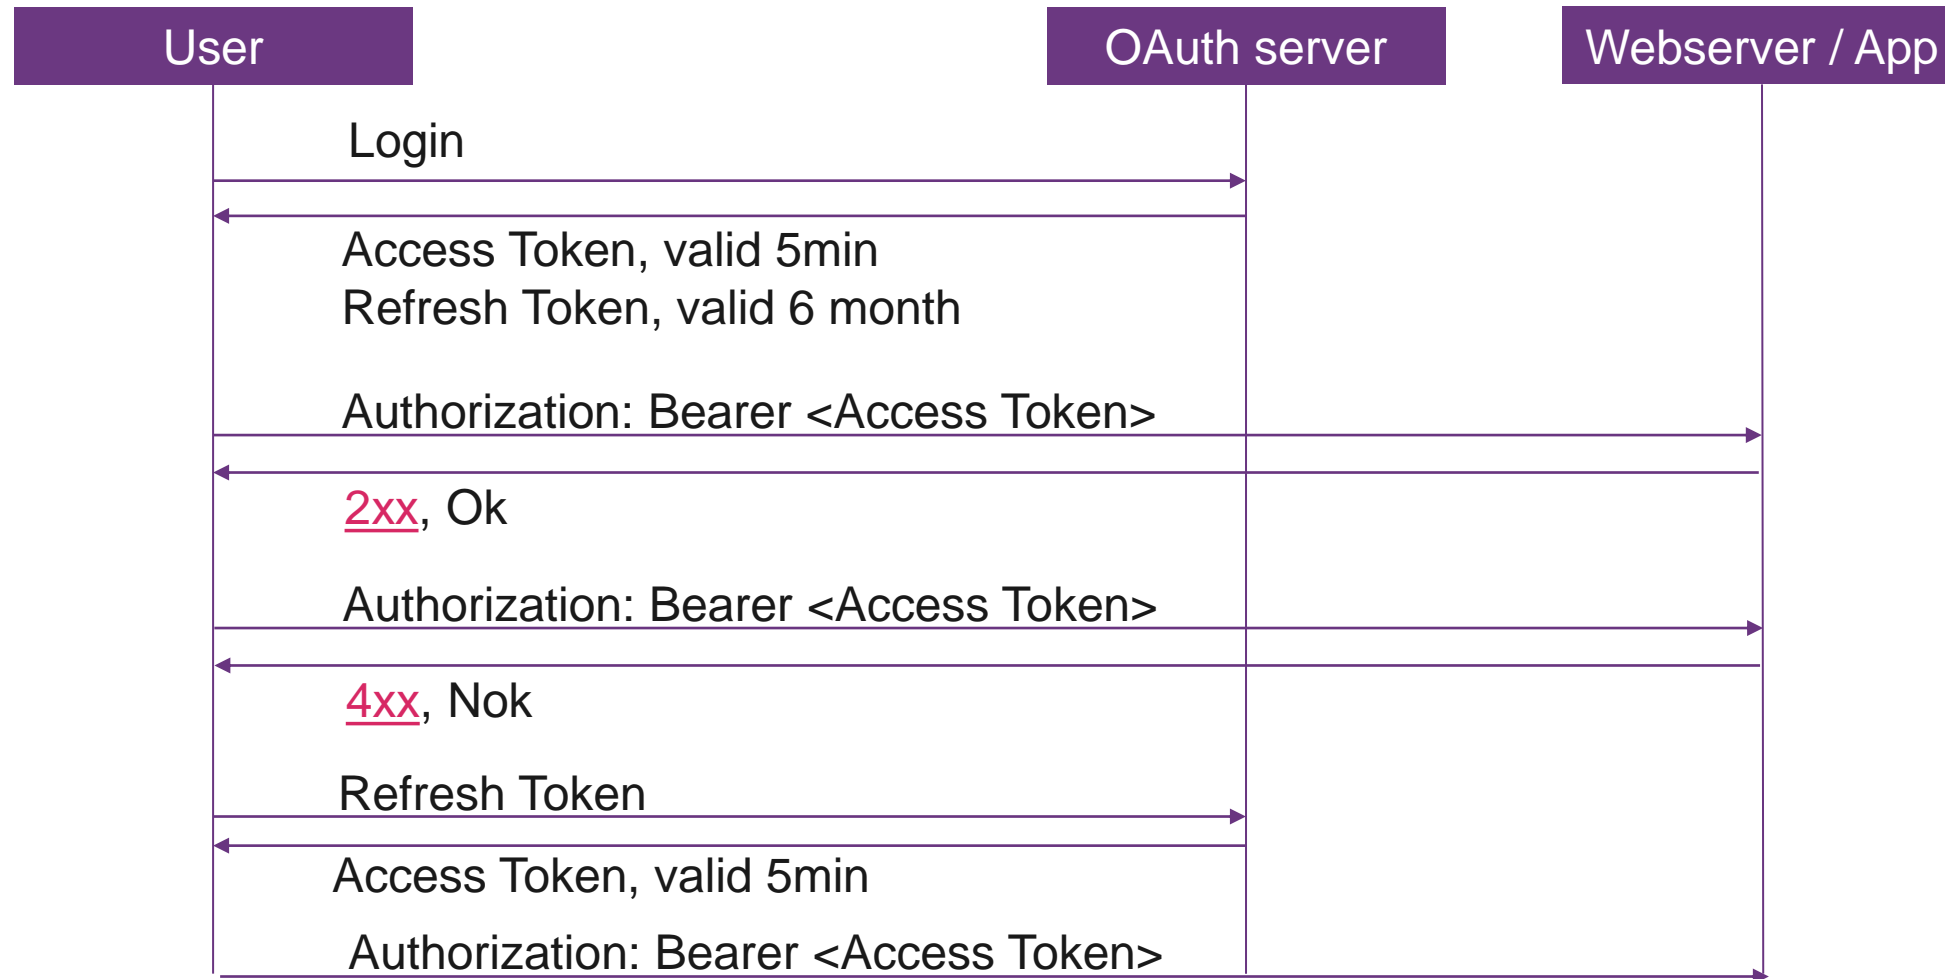 User
OAuth server
Webserver / App
Login
Access Token, valid 5min
Refresh Token, valid 6 month
Authorization: Bearer <Access Token>
2xx, Ok
Authorization: Bearer <Access Token>
4xx, Nok
Refresh Token
Access Token, valid 5min
Authorization: Bearer <Access Token>